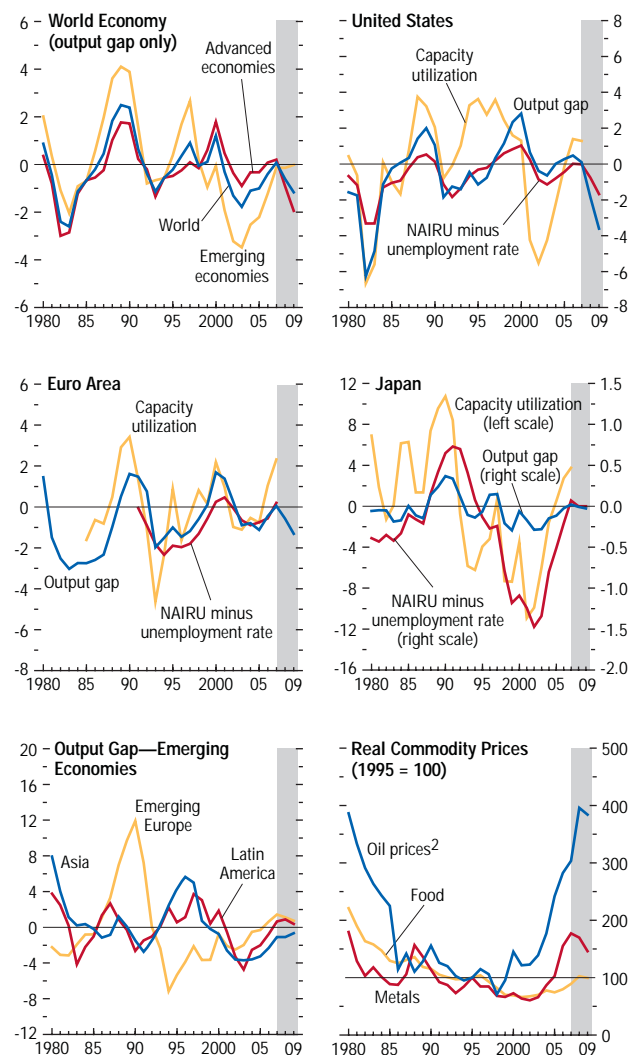 World Economy
(output gap only)
6
4
2
0
-2
-4
-6
Advanced
economies
World
Emerging
economies
1980 85 90 95 2000 05 09
United States
8
6
4
2
0
-2
-4
-6
-8
Capacity
utilization
Output gap
NAIRU minus
unemployment rate
1980 85 90 95 2000 05 09
Euro Area
6
4
2
0
-2
-4
-6
-8
Capacity
utilization
Output gap
NAIRU minus
unemployment rate
1980 85 90 95 2000 05 09
Japan
12
8
4
0
-4
-8
-12
-16
1.5
1.0
0.5
0.0
-0.5
-1.0
-1.5
-2.0
Capacity utilization
(left scale)
Output gap
(right scale)
NAIRU minus
unemployment rate
(right scale)
1980 85 90 95 2000 05 09
Output Gap—Emerging
Economies
20
16
12
8
4
0
-4
-8
-12
Emerging
Europe
Asia
Latin
America
1980 85 90 95 2000 05 09
Real Commodity Prices
(1995 = 100)
500
400
300
200
100
0
Oil prices2
Food
Metals
1980 85 90 95 2000 05 09